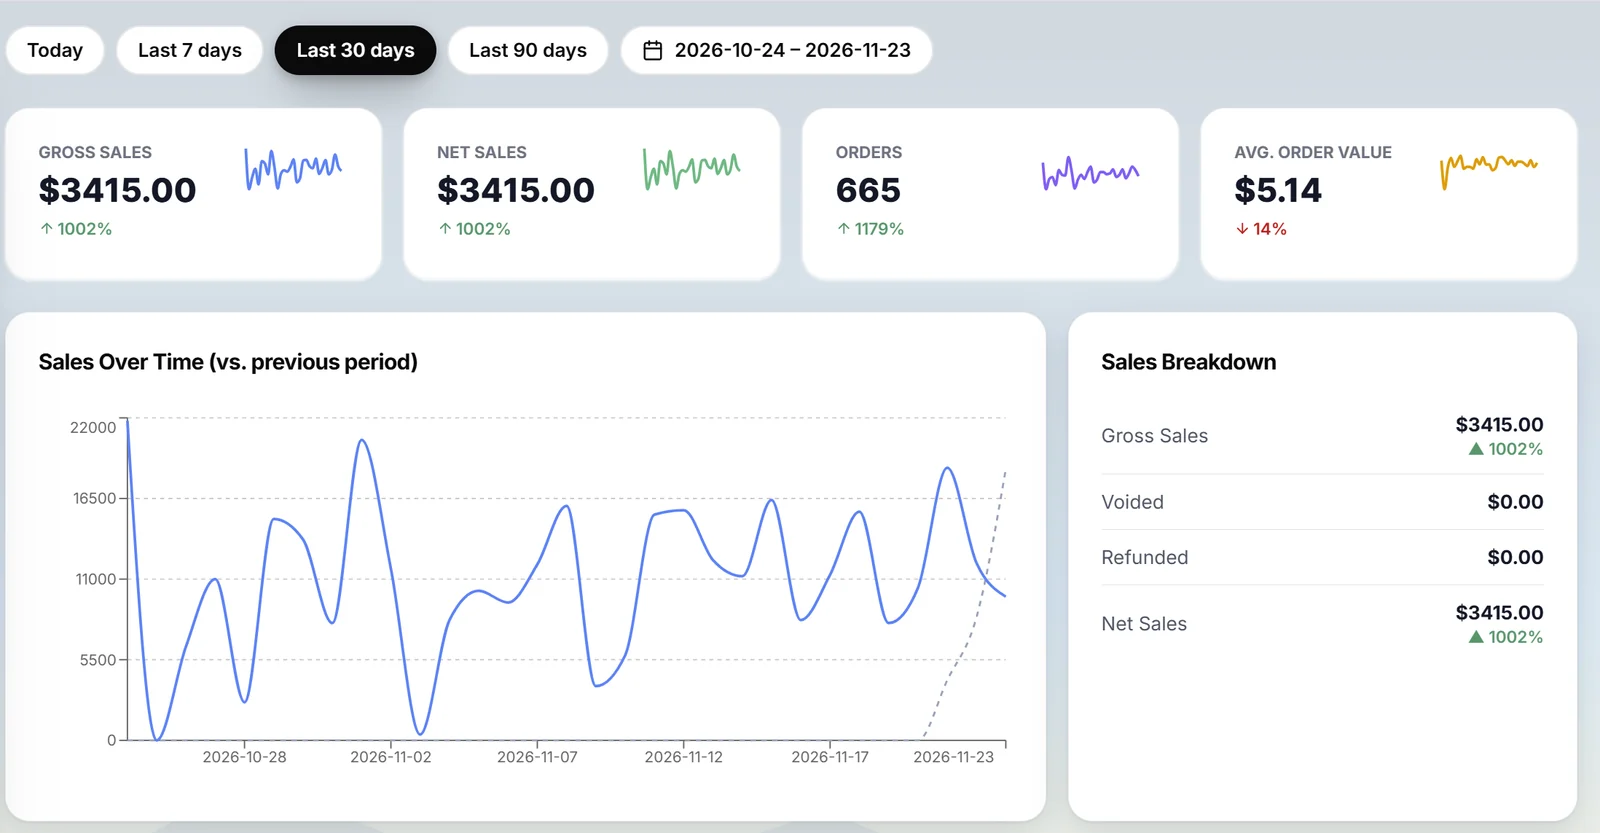 Today
Last 7 days
Last 30 days
Last 90 days
2026-10-24 – 2026-11-23
GROSS SALES
$3415.00
↑ 1002%
NET SALES
$3415.00
↑ 1002%
ORDERS
665
↑ 1179%
AVG. ORDER VALUE
$5.14
↓ 14%
Sales Over Time (vs. previous period)
22000
16500
11000
5500
0
2026-10-28
2026-11-02
2026-11-07
2026-11-12
2026-11-17
2026-11-23
Sales Breakdown
Gross Sales
$3415.00
▲ 1002%
Voided
$0.00
Refunded
$0.00
Net Sales
$3415.00
▲ 1002%